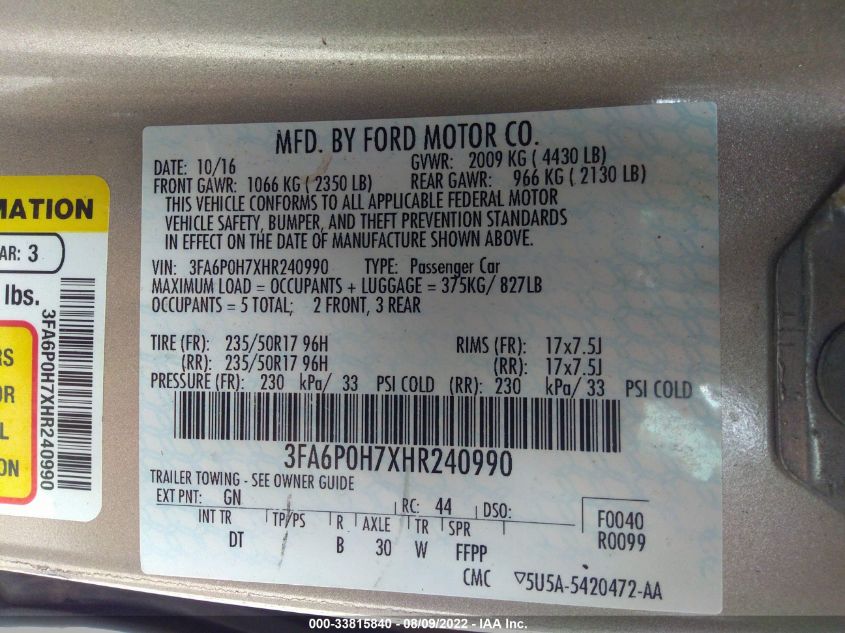 MATION
AR: 3
lbs.
RS
OR
L
ON
3FA6P0H7XHR240990
MFD. BY FORD MOTOR CO.
DATE: 10/16 GVWR: 2009 KG ( 4430 LB)
FRONT GAWR: 1066 KG ( 2350 LB) REAR GAWR: 966 KG ( 2130 LB)
THIS VEHICLE CONFORMS TO ALL APPLICABLE FEDERAL MOTOR
VEHICLE SAFETY, BUMPER, AND THEFT PREVENTION STANDARDS
IN EFFECT ON THE DATE OF MANUFACTURE SHOWN ABOVE.
VIN: 3FA6P0H7XHR240990 TYPE: Passenger Car
MAXIMUM LOAD = OCCUPANTS + LUGGAGE = 375KG/ 827LB
OCCUPANTS = 5 TOTAL; 2 FRONT, 3 REAR
TIRE (FR): 235/50R17 96H RIMS (FR): 17x7.5J
(RR): 235/50R17 96H (RR): 17x7.5J
PRESSURE (FR): 230 kPa/ 33 PSI COLD (RR): 230 kPa/ 33 PSI COLD
3FA6P0H7XHR240990
TRAILER TOWING - SEE OWNER GUIDE
EXT PNT: GN RC: 44 DSO:
INT TR TP/PS R AXLE TR SPR F0040
DT B 30 W FFPP R0099
CMC ▽5U5A-5420472-AA
000-33815840 - 08/09/2022 - IAA Inc.